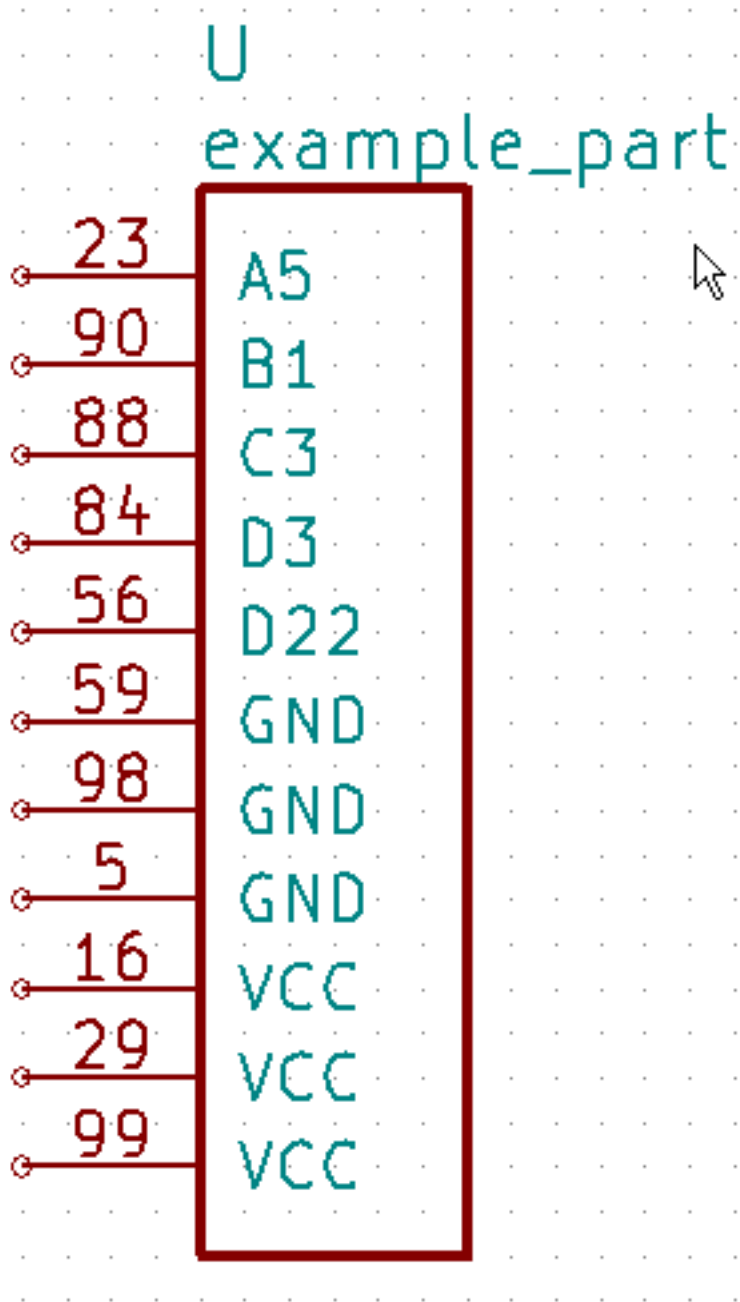 U
example_part
23 A5
90 B1
88 C3
84 D3
56 D22
59 GND
98 GND
5 GND
16 VCC
29 VCC
99 VCC